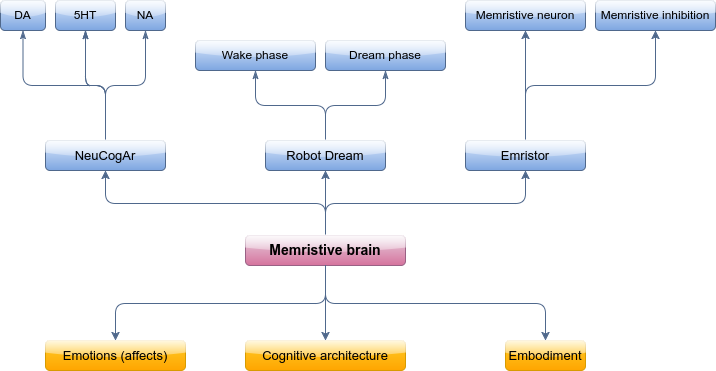 DA
5HT
NA
Memristive neuron
Memristive inhibition
Wake phase
Dream phase
NeuCogAr
Robot Dream
Emristor
Memristive brain
Emotions (affects)
Cognitive architecture
Embodiment